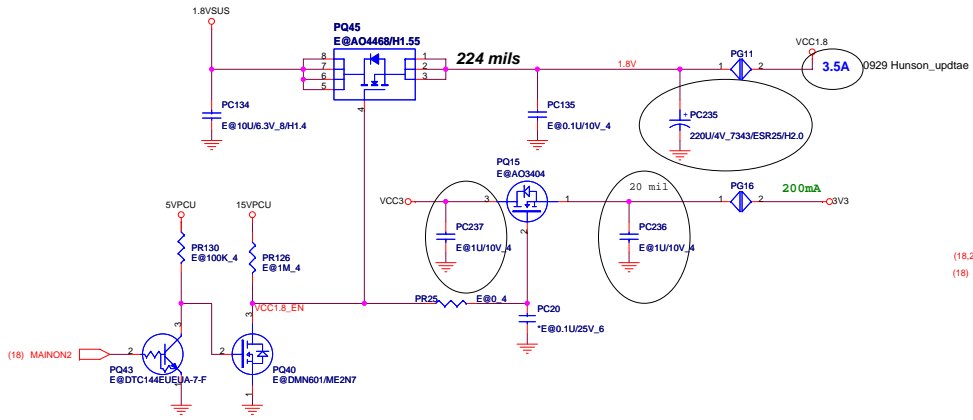 1.8VSUS
PQ45
E@AO4468/H1.55
8
7
6
5
1
2
3
4
224 mils
1.8V
PG11
1
2
VCC1.8
3.5A
0929 Hunson_updtae
PC134
E@10U/6.3V_8/H1.4
PC135
E@0.1U/10V_4
+
PC235
220U/4V_7343/ESR25/H2.0
PQ15
E@AO3404
VCC3
3
1
2
20 mil
PG16
1
2
200mA
3V3
PC237
E@1U/10V_4
PC236
E@1U/10V_4
5VPCU
15VPCU
PR130
E@100K_4
PR126
E@1M_4
(18,2
(18)
VCC1.8_EN
PR25
E@0_4
PC20
*E@0.1U/25V_6
(18) MAINON2
2
3
1
PQ43
E@DTC144EUEUA-7-F
2
3
1
PQ40
E@DMN601/ME2N7